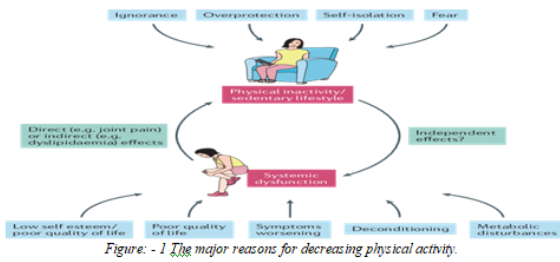 Ignorance
Overprotection
Self-isolation
Fear
Physical inactivity/
sedentary lifestyle
Direct (e.g. joint pain)
or indirect (e.g,
dyslipidaemia) effects
Independent
effects?
Systemic
dysfunction
Low self esteem/
poor quality of life
Poor quality
of life
Symptoms
worsening
Deconditioning
Metabolic
disturbances
Figure: - 1 The major reasons for decreasing physical activity.